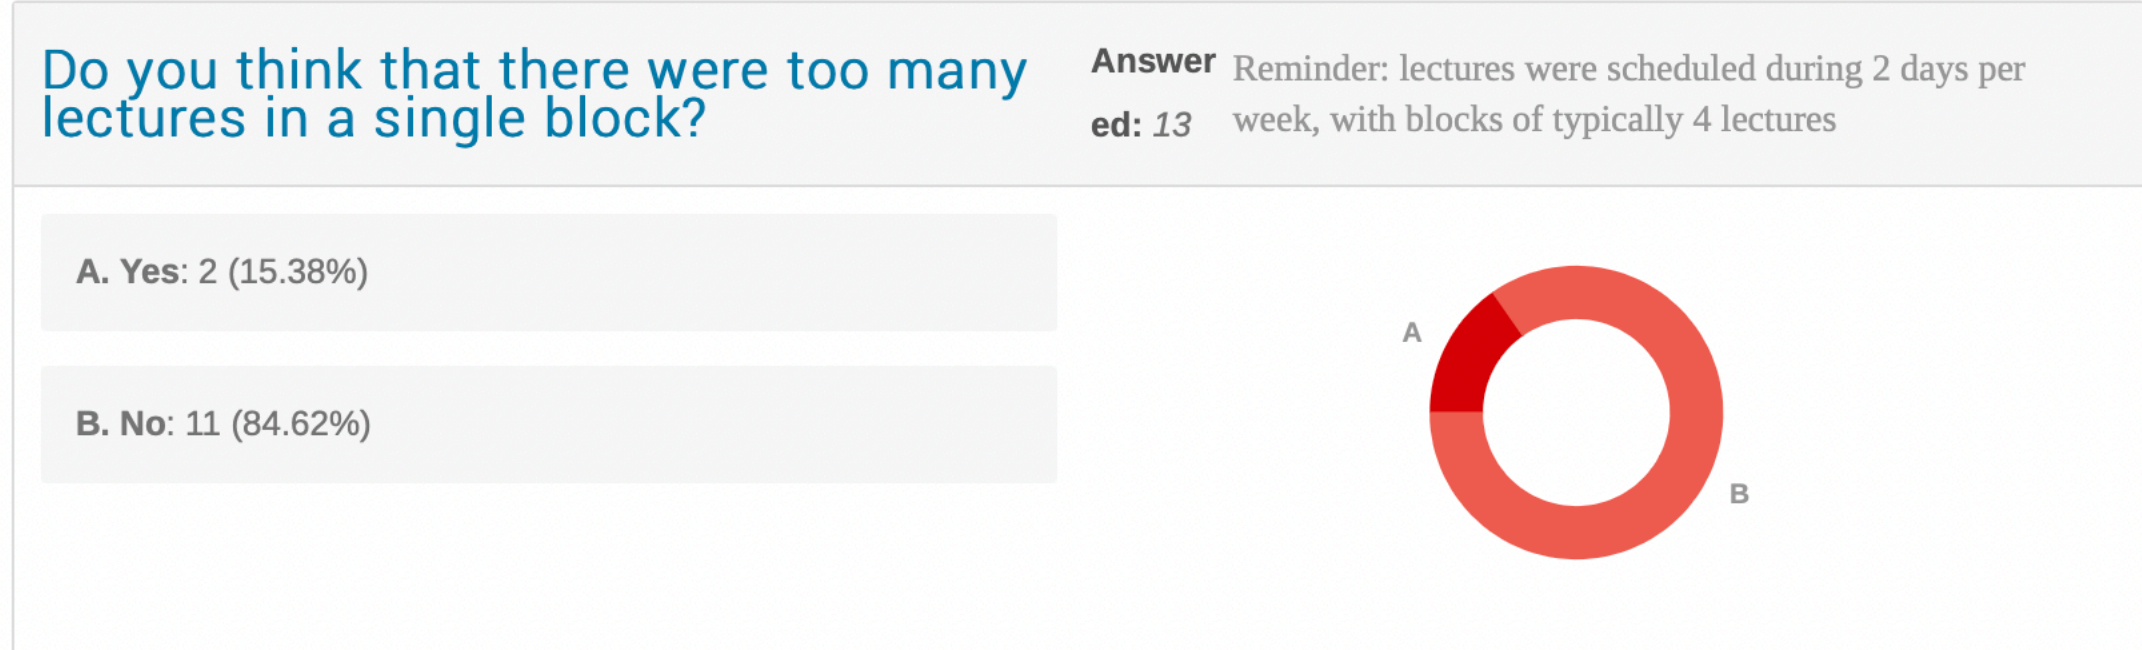 Do you think that there were too many
lectures in a single block?
Answer
ed: 13
Reminder: lectures were scheduled during 2 days per
week, with blocks of typically 4 lectures
A. Yes: 2 (15.38%)
B. No: 11 (84.62%)
A
B